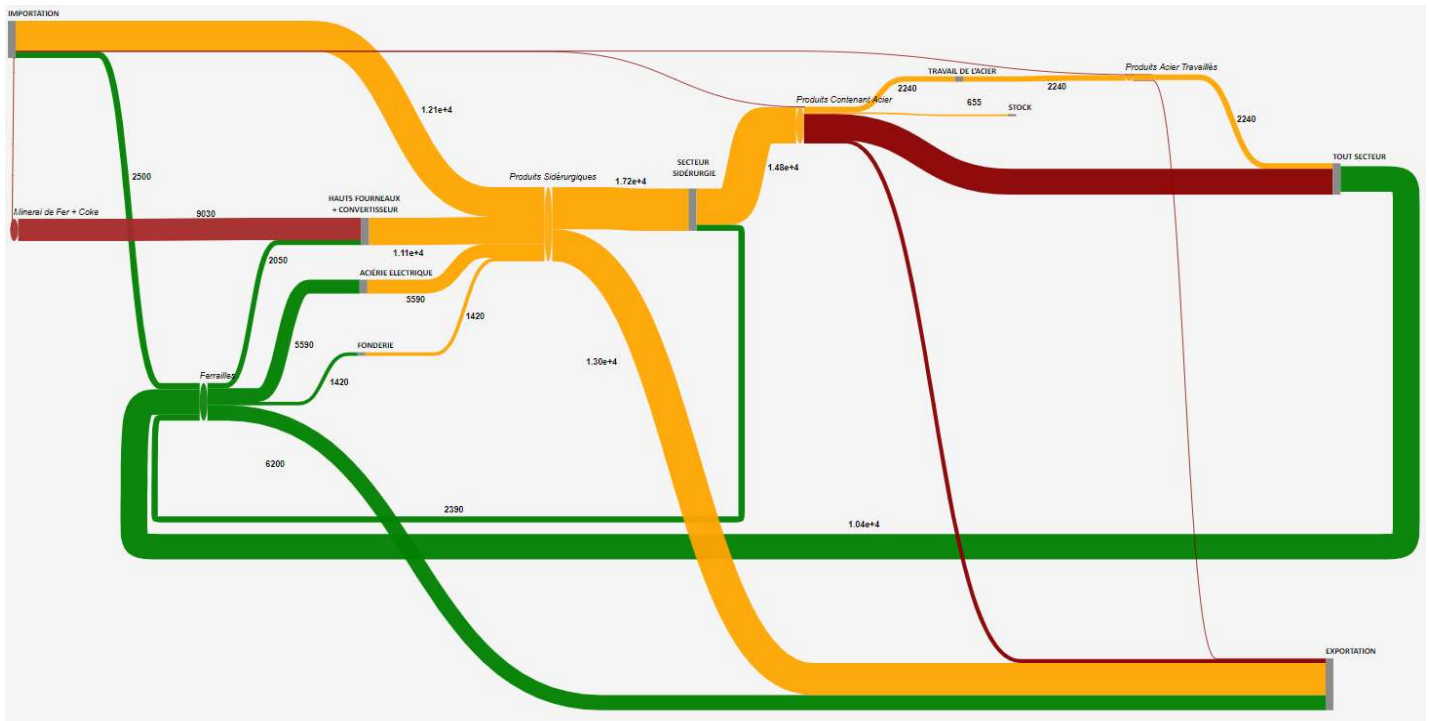 IMPORTATION
TRAVAIL DE L'ACIER
Produits Acier Travaillés
2240
2240
Produits Contenant Acier
655
STOCK
1.21e+4
2240
TOUT SECTEUR
SECTEUR
SIDÉRURGIE
1.48e+4
2500
Produits Sidérurgiques
1.72e+4
HAUTS FOURNEAUX
+ CONVERTISSEUR
Minerai de Fer + Coke
9030
1.11e+4
2050
ACIÉRIE ELECTRIQUE
5590
1420
5590
FONDERIE
1.30e+4
Ferrailles
1420
6200
2390
1.04e+4
EXPORTATION